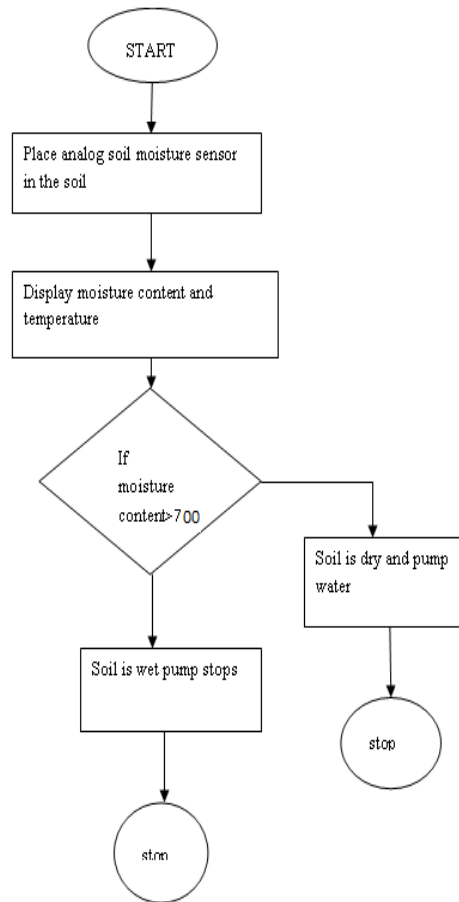 START
Place analog soil moisture sensor
in the soil
Display moisture content and
temperature
If
moisture
content>700
Soil is dry and pump
water
Soil is wet pump stops
stop
stop